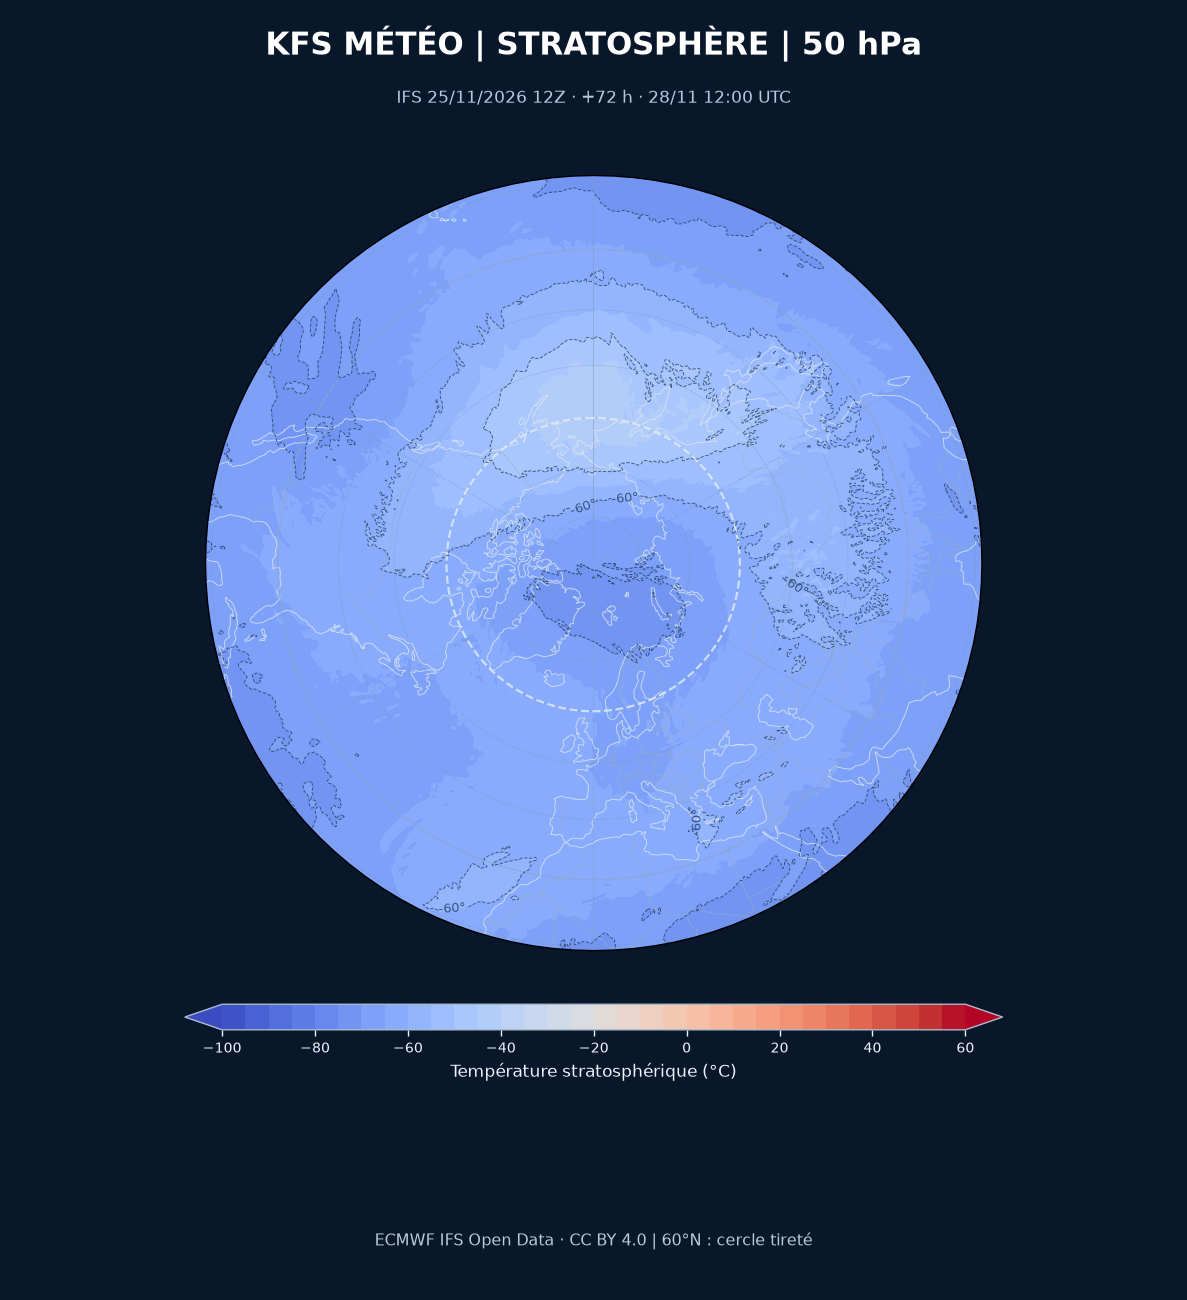 KFS MÉTÉO | STRATOSPHÈRE | 50 hPa
IFS 25/11/2026 12Z · +72 h · 28/11 12:00 UTC
-60°
-60°
-60°
-60°
-60°
−100 −80 −60 −40 −20 0 20 40 60
Température stratosphérique (°C)
ECMWF IFS Open Data · CC BY 4.0 | 60°N : cercle tireté